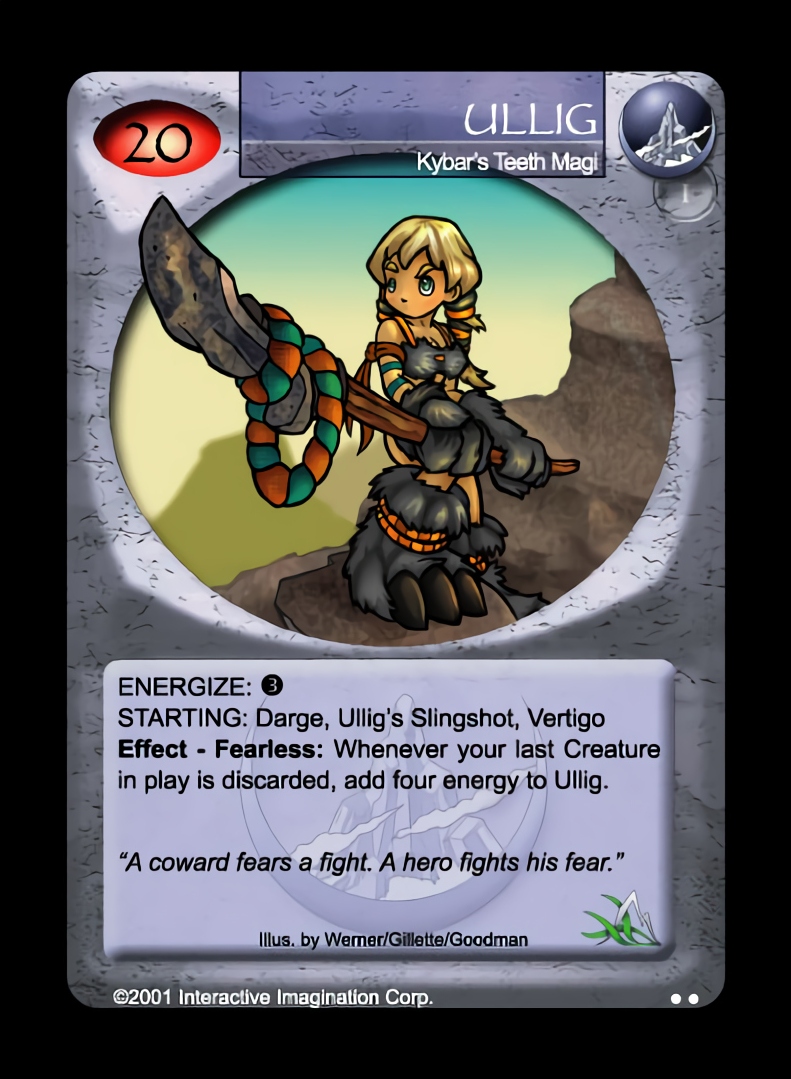 20
ULLIG
Kybar's Teeth Magi
1
ENERGIZE: ❸
STARTING: Darge, Ullig's Slingshot, Vertigo
Effect - Fearless: Whenever your last Creature
in play is discarded, add four energy to Ullig.
“A coward fears a fight. A hero fights his fear.”
Illus. by Werner/Gillette/Goodman
©2001 Interactive Imagination Corp.